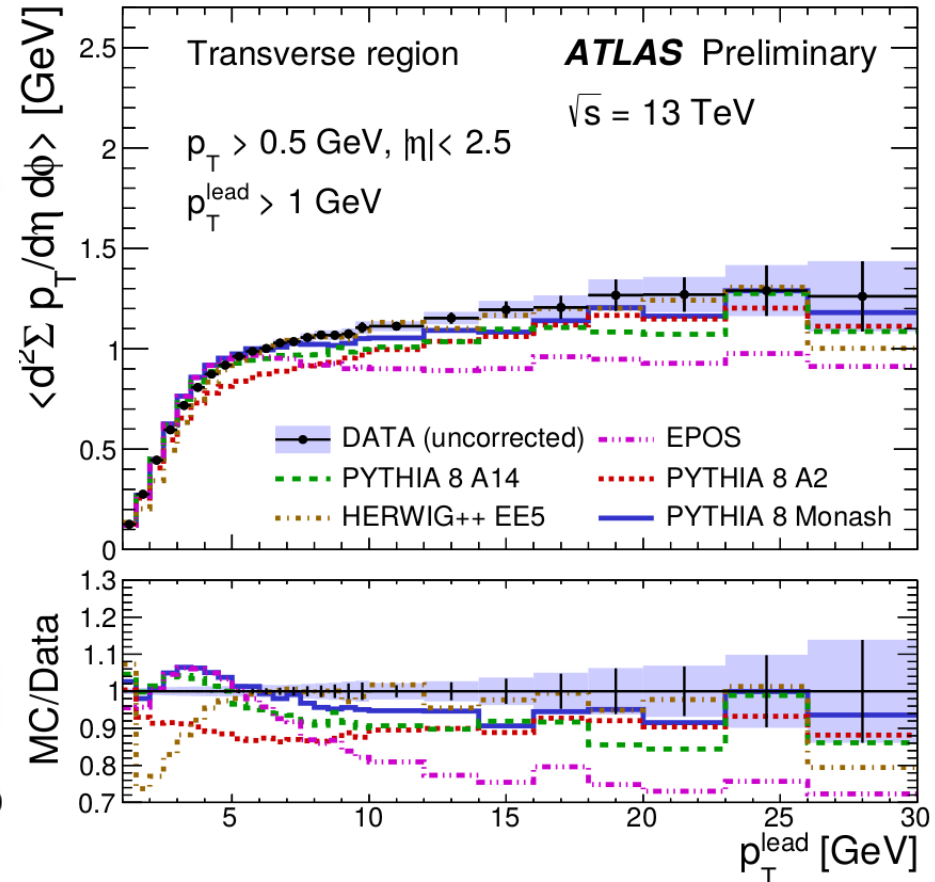 <d²Σ p_T/dη dϕ> [GeV]
2.5
2
1.5
1
0.5
0
Transverse region
ATLAS Preliminary
√s = 13 TeV
p_T > 0.5 GeV, |η|< 2.5
p_T^lead > 1 GeV
DATA (uncorrected)
EPOS
PYTHIA 8 A14
PYTHIA 8 A2
HERWIG++ EE5
PYTHIA 8 Monash
MC/Data
1.3
1.2
1.1
1
0.9
0.8
0.7
5 10 15 20 25 30
p_T^lead [GeV]